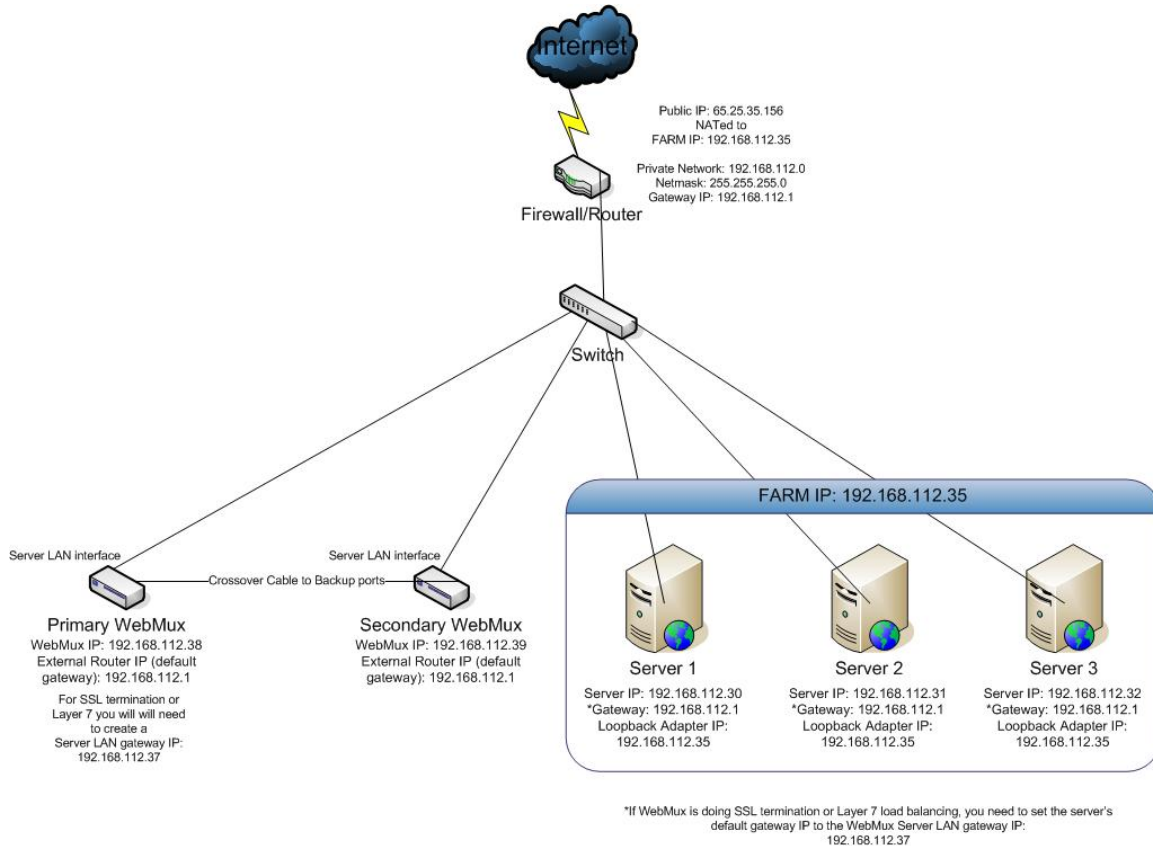 Internet
Public IP: 65.25.35.156
NATed to
FARM IP: 192.168.112.35
Private Network: 192.168.112.0
Netmask: 255.255.255.0
Gateway IP: 192.168.112.1
Firewall/Router
Switch
FARM IP: 192.168.112.35
Server LAN interface
Server LAN interface
Crossover Cable to Backup ports
Primary WebMux
WebMux IP: 192.168.112.38
External Router IP (default
gateway): 192.168.112.1
For SSL termination or
Layer 7 you will will need
to create a
Server LAN gateway IP:
192.168.112.37
Secondary WebMux
WebMux IP: 192.168.112.39
External Router IP (default
gateway): 192.168.112.1
Server 1
Server IP: 192.168.112.30
*Gateway: 192.168.112.1
Loopback Adapter IP:
192.168.112.35
Server 2
Server IP: 192.168.112.31
*Gateway: 192.168.112.1
Loopback Adapter IP:
192.168.112.35
Server 3
Server IP: 192.168.112.32
*Gateway: 192.168.112.1
Loopback Adapter IP:
192.168.112.35
*If WebMux is doing SSL termination or Layer 7 load balancing, you need to set the server's
default gateway IP to the WebMux Server LAN gateway IP:
192.168.112.37